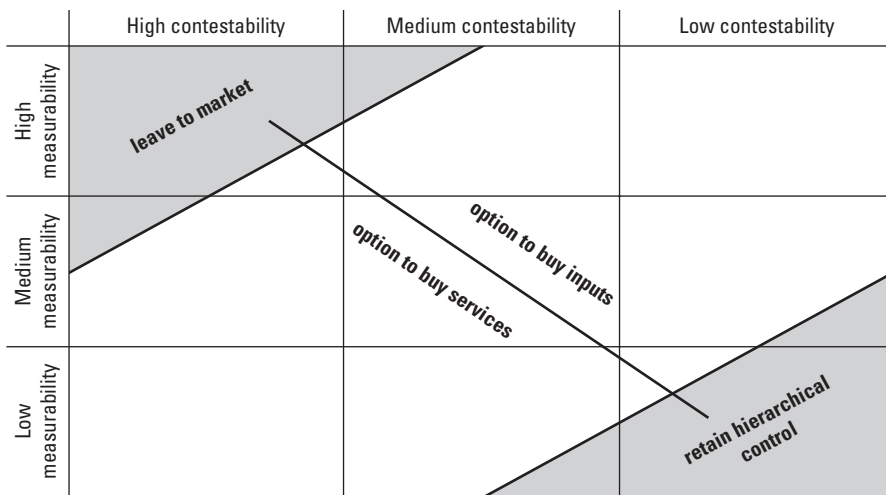 High contestability
Medium contestability
Low contestability
High
measurability
leave to market
Medium
measurability
option to buy services
option to buy inputs
Low
measurability
retain hierarchical
control